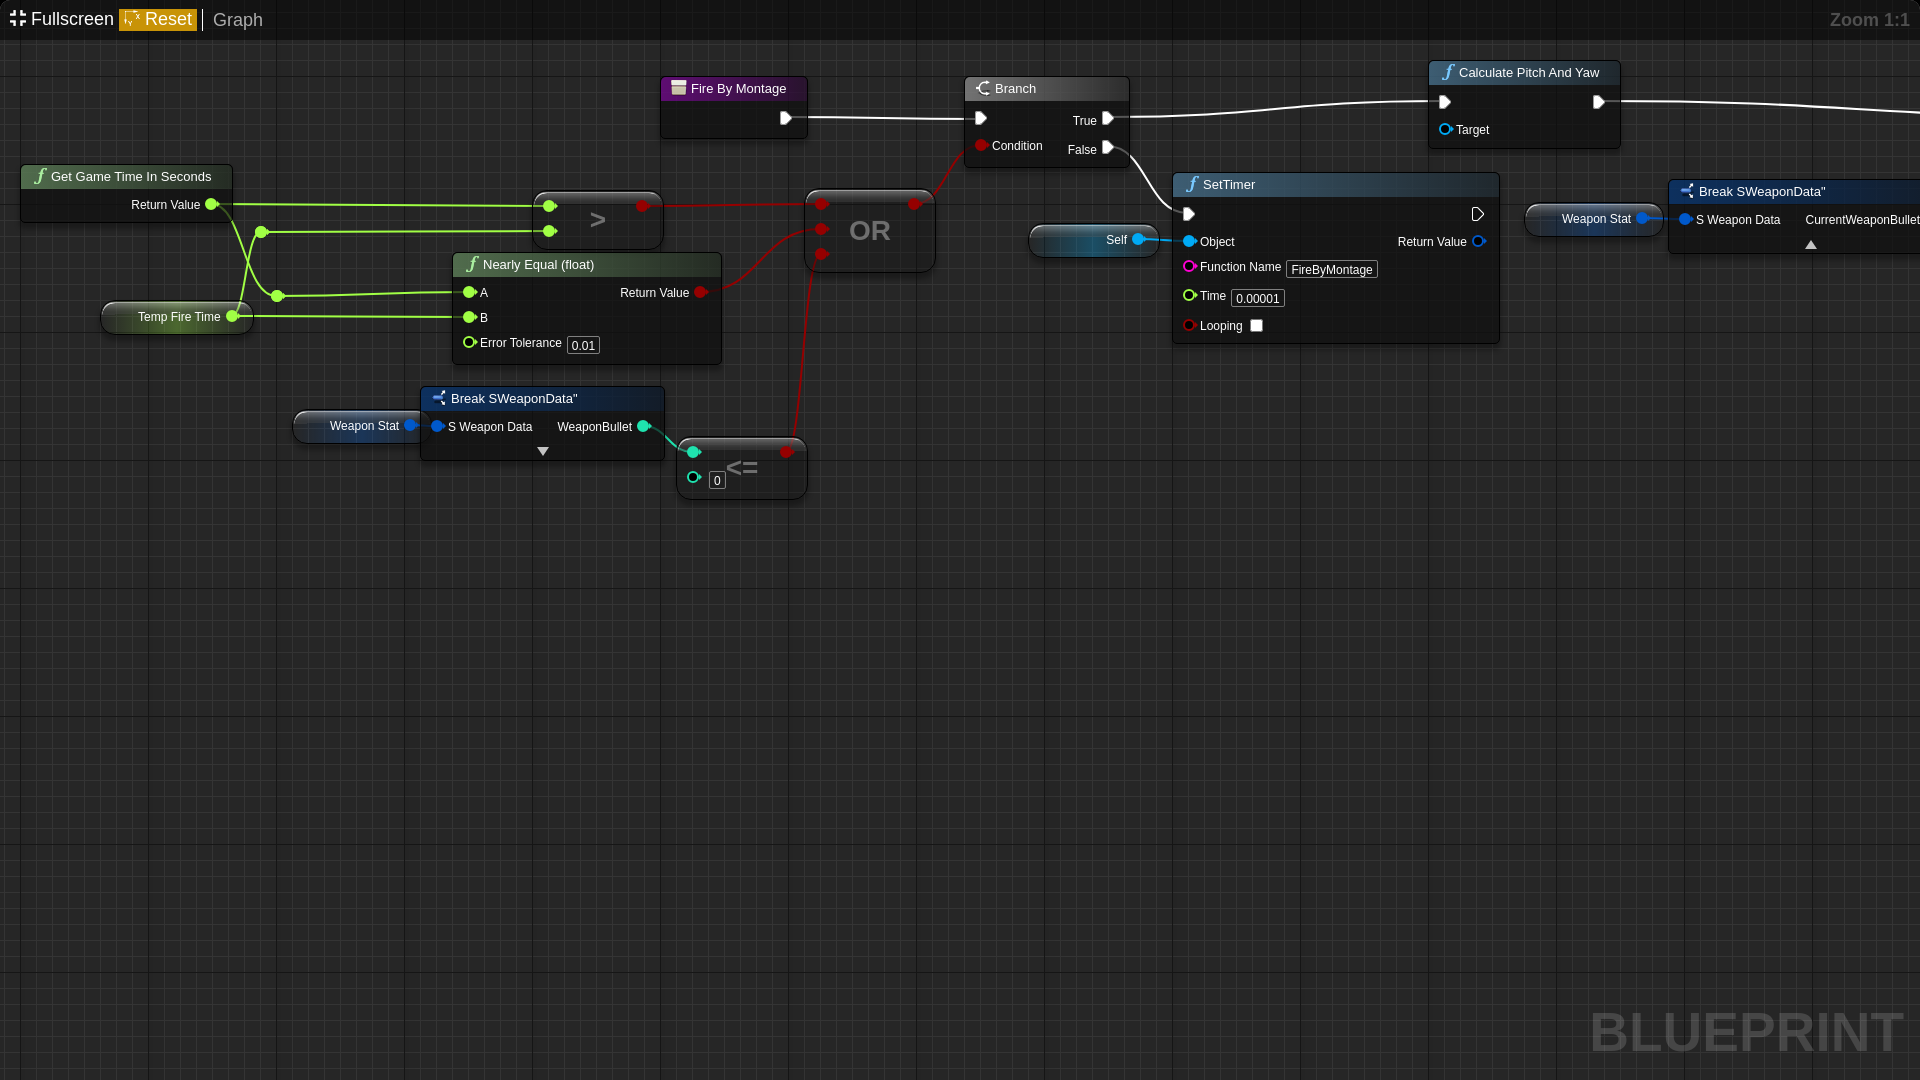 Fullscreen Reset Graph
Zoom 1:1
Fire By Montage
Branch
True
Condition
False
Calculate Pitch And Yaw
Target
Get Game Time In Seconds
Return Value
>
OR
SetTimer
Object
Return Value
Function Name FireByMontage
Time 0.00001
Looping
Self
Weapon Stat
Break SWeaponData"
S Weapon Data CurrentWeaponBullet
Temp Fire Time
Nearly Equal (float)
A Return Value
B
Error Tolerance 0.01
Weapon Stat
Break SWeaponData"
S Weapon Data WeaponBullet
<=
0
BLUEPRINT